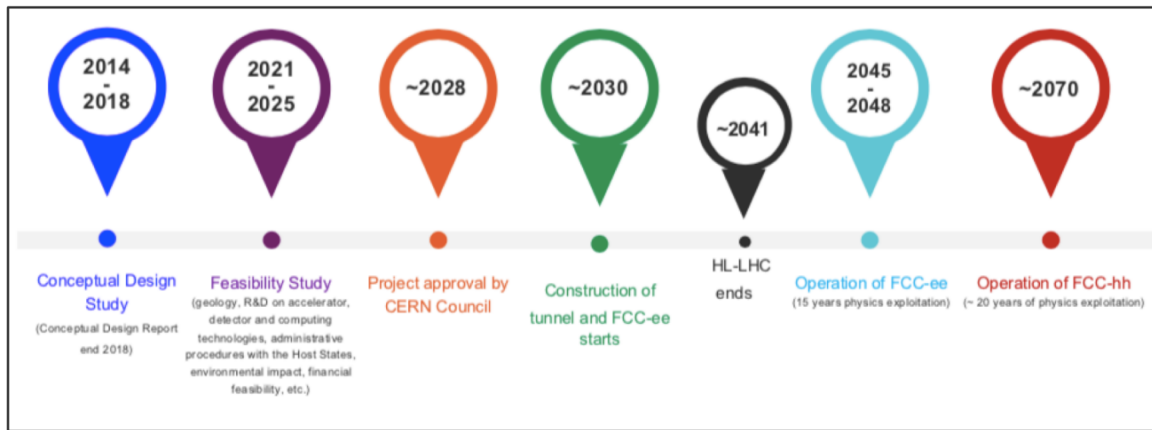 2014
-
2018
2021
-
2025
~2028
~2030
~2041
2045
-
2048
~2070
Conceptual Design
Study
(Conceptual Design Report
end 2018)
Feasibility Study
(geology, R&D on accelerator,
detector and computing
technologies, administrative
procedures with the Host States,
environmental impact, financial
feasibility, etc.)
Project approval by
CERN Council
Construction of
tunnel and FCC-ee
starts
HL-LHC
ends
Operation of FCC-ee
(15 years physics exploitation)
Operation of FCC-hh
(~ 20 years of physics exploitation)